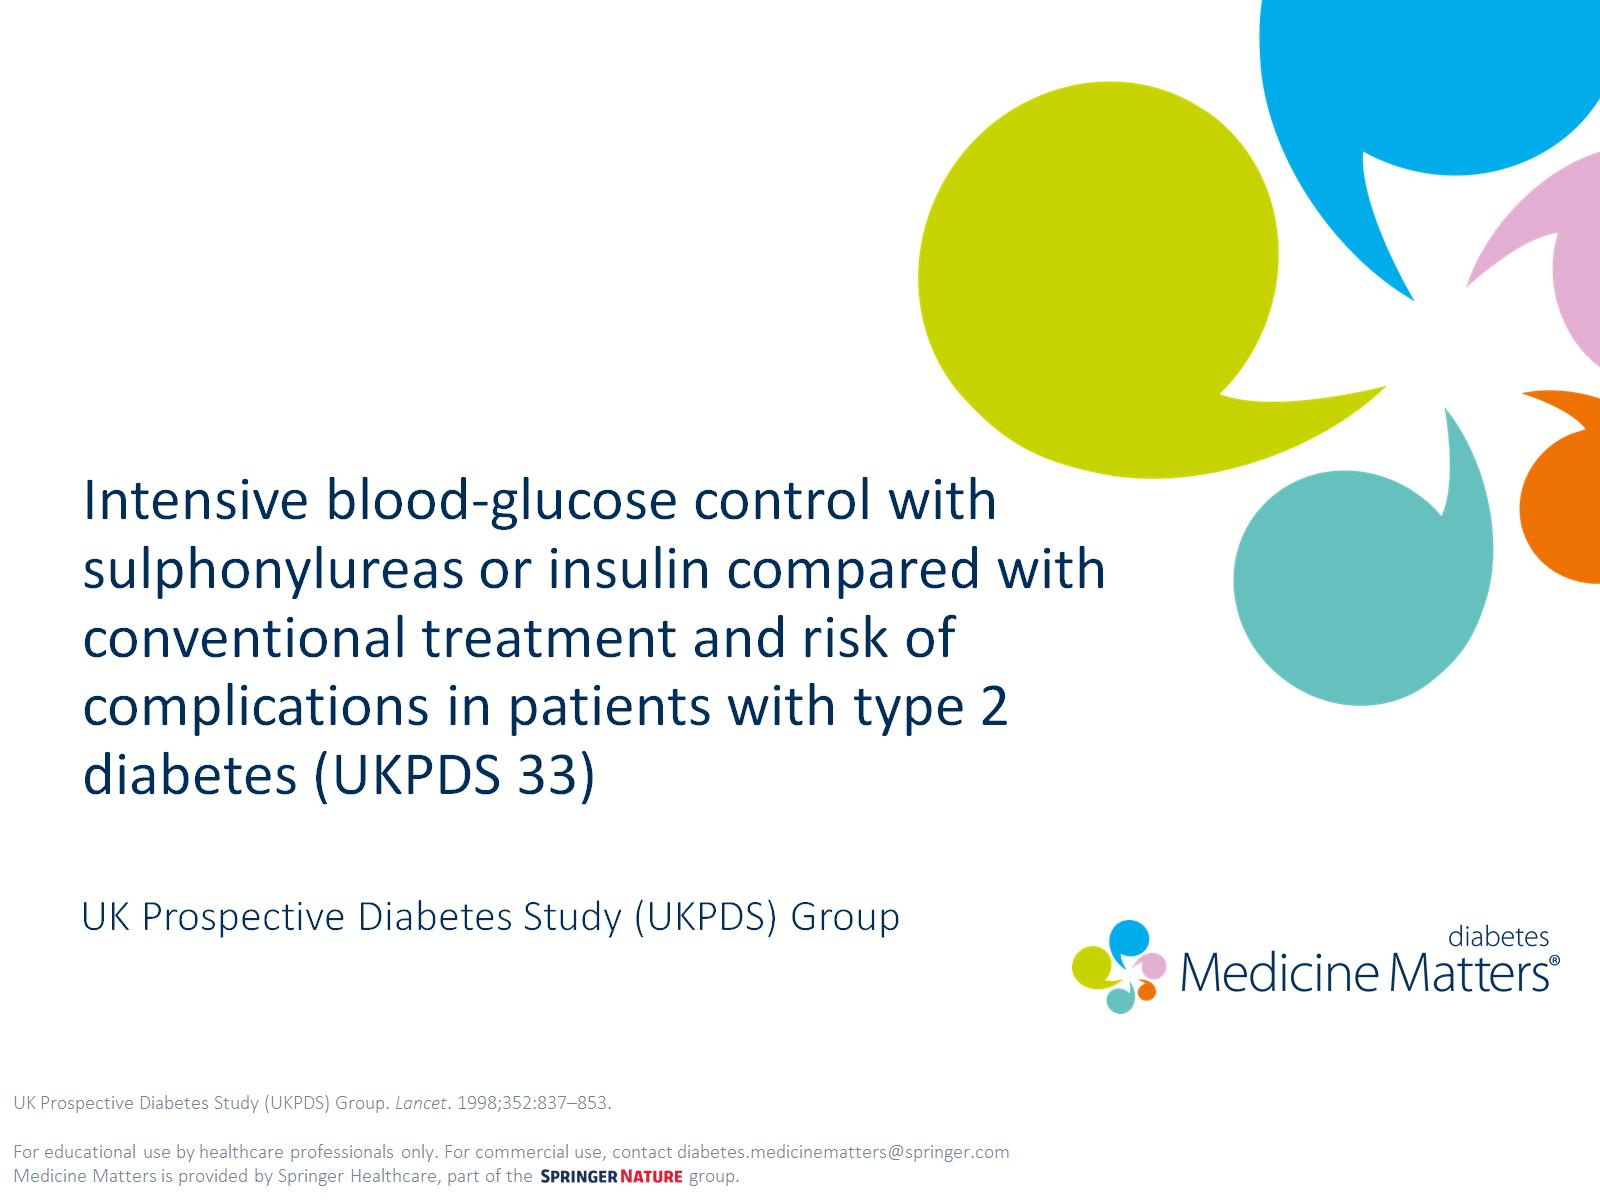 Intensive blood-glucose control with
sulphonylureas or insulin compared with
conventional treatment and risk of
complications in patients with type 2
diabetes (UKPDS 33)
UK Prospective Diabetes Study (UKPDS) Group
diabetes
Medicine Matters®
UK Prospective Diabetes Study (UKPDS) Group. Lancet. 1998;352:837–853.
For educational use by healthcare professionals only. For commercial use, contact diabetes.medicinematters@springer.com
Medicine Matters is provided by Springer Healthcare, part of the SPRINGER NATURE group.